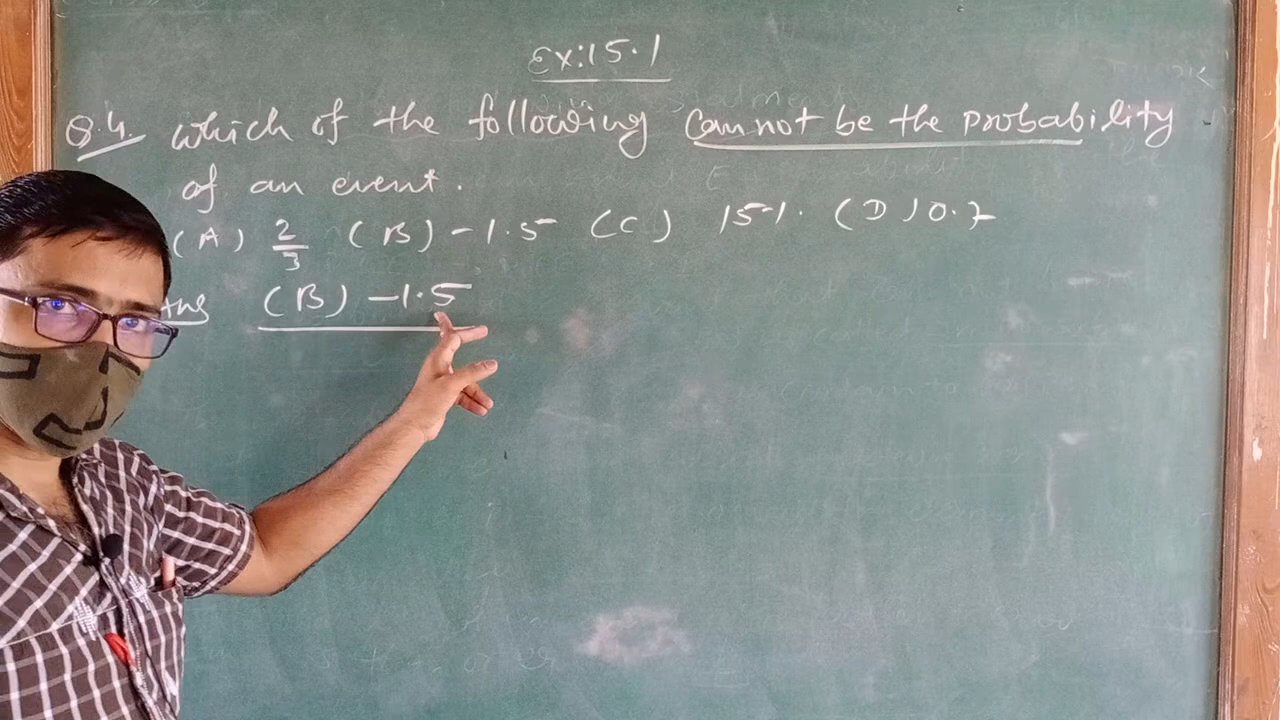 Ex:15.1
Q.4. which of the following cannot be the probability
of an event.
(A) 2/3 (B) -1.5 (C) 15% (D) 0.7
Ans (B) -1.5